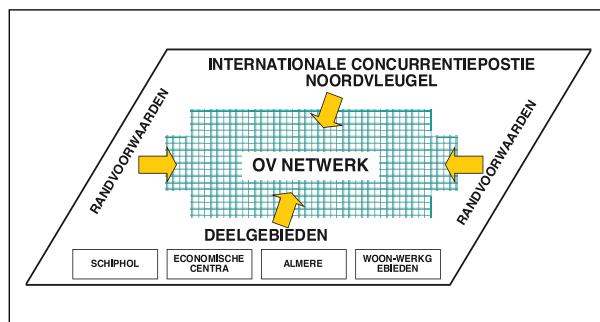 INTERNATIONALE CONCURRENTIEPOSTIE
NOORDVLEUGEL
RANDVOORWAARDEN
OV NETWERK
RANDVOORWAARDEN
DEELGEBIEDEN
SCHIPHOL
ECONOMISCHE
CENTRA
ALMERE
WOON-WERKG
EBIEDEN